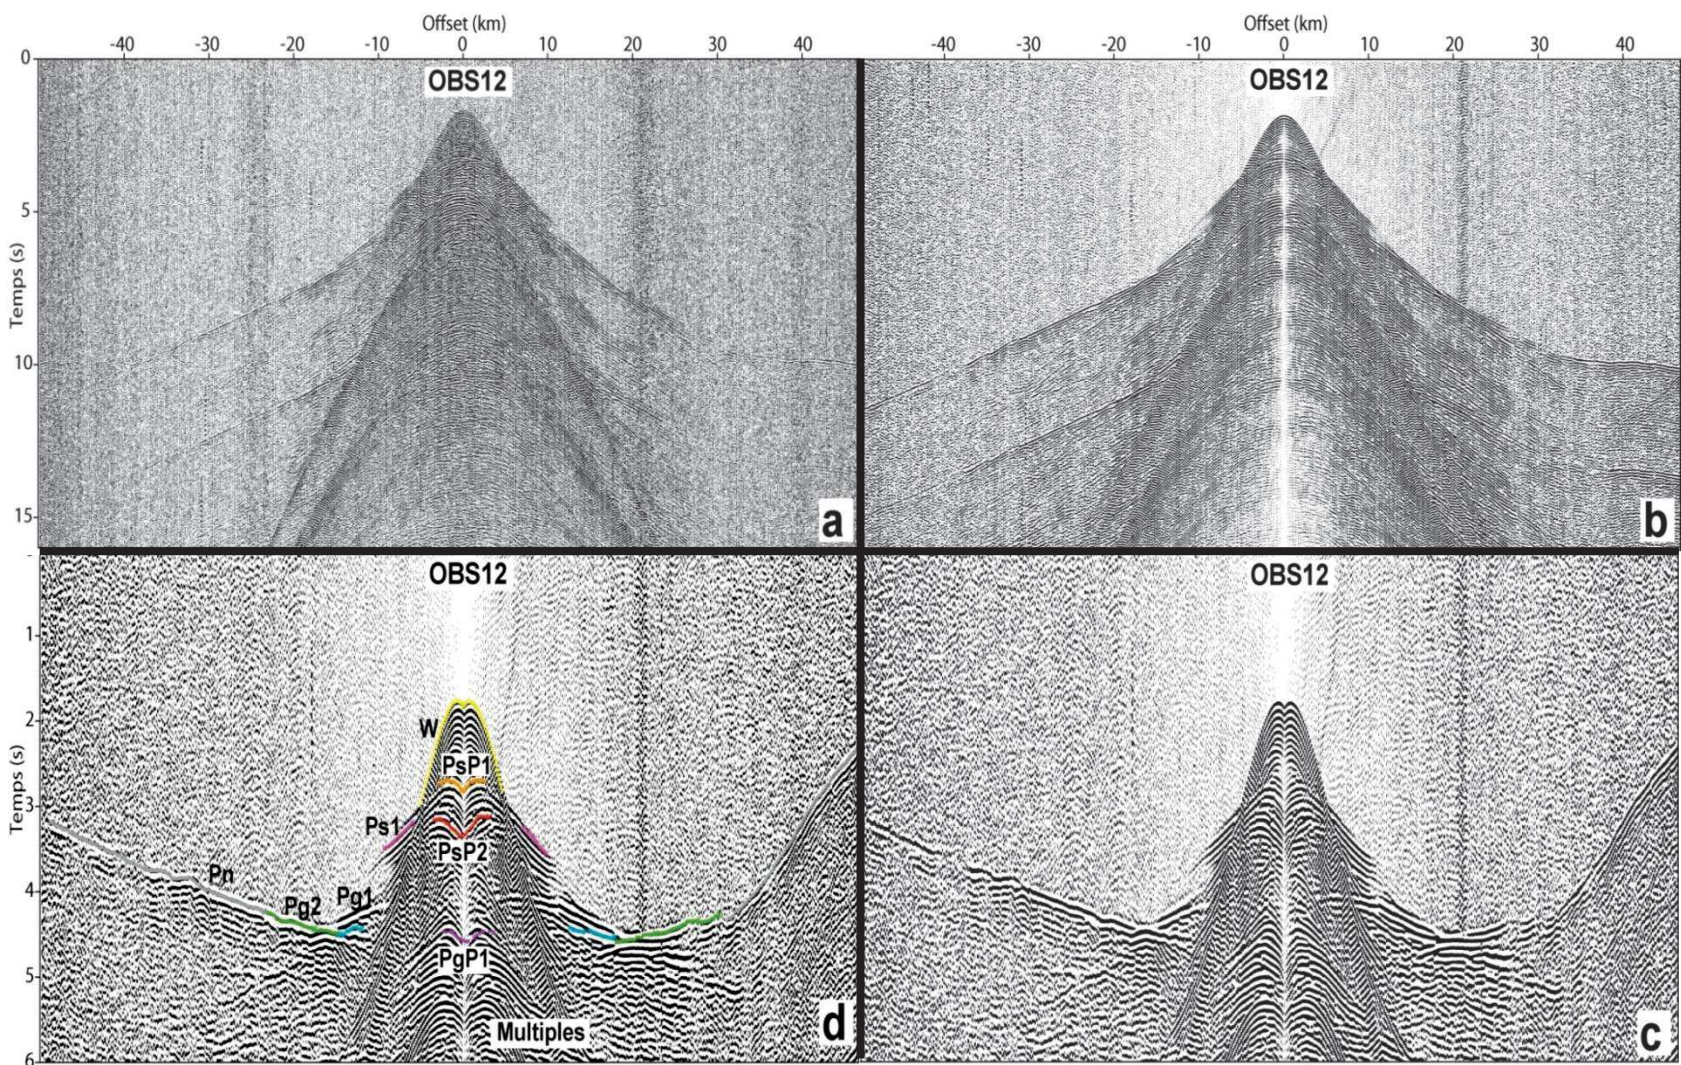 Offset (km)
Offset (km)
-40 -30 -20 -10 0 10 20 30 40
-40 -30 -20 -10 0 10 20 30 40
0
OBS12
OBS12
5
Temps (s)
10
15
a
b
OBS12
OBS12
1
2
W
PsP1
3
Temps (s)
Ps1
PsP2
Pn
4
Pg2
Pg1
PgP1
5
d
c
Multiples
6